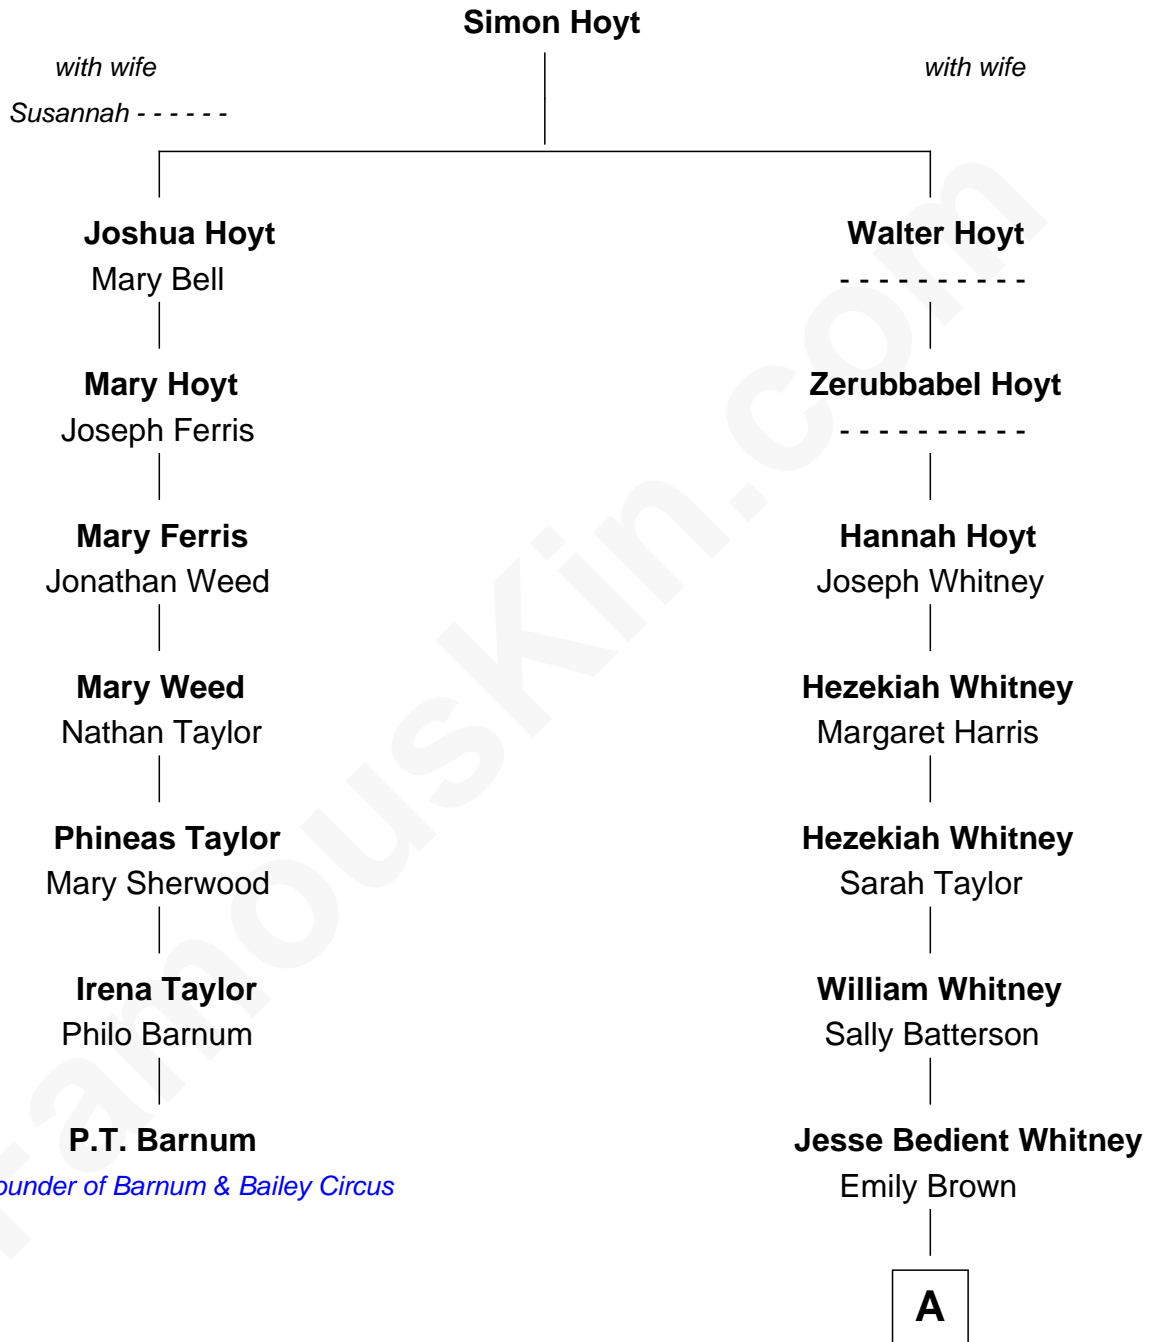 Simon Hoyt
with wife
with wife
Susannah - - - - - -
Joshua Hoyt
Mary Bell
Walter Hoyt
- - - - - - - - - -
Mary Hoyt
Joseph Ferris
Zerubbabel Hoyt
- - - - - - - - - -
Mary Ferris
Jonathan Weed
Hannah Hoyt
Joseph Whitney
Mary Weed
Nathan Taylor
Hezekiah Whitney
Margaret Harris
Phineas Taylor
Mary Sherwood
Hezekiah Whitney
Sarah Taylor
Irena Taylor
Philo Barnum
William Whitney
Sally Batterson
P.T. Barnum
ounder of Barnum & Bailey Circus
Jesse Bedient Whitney
Emily Brown
A
FamousKin.com